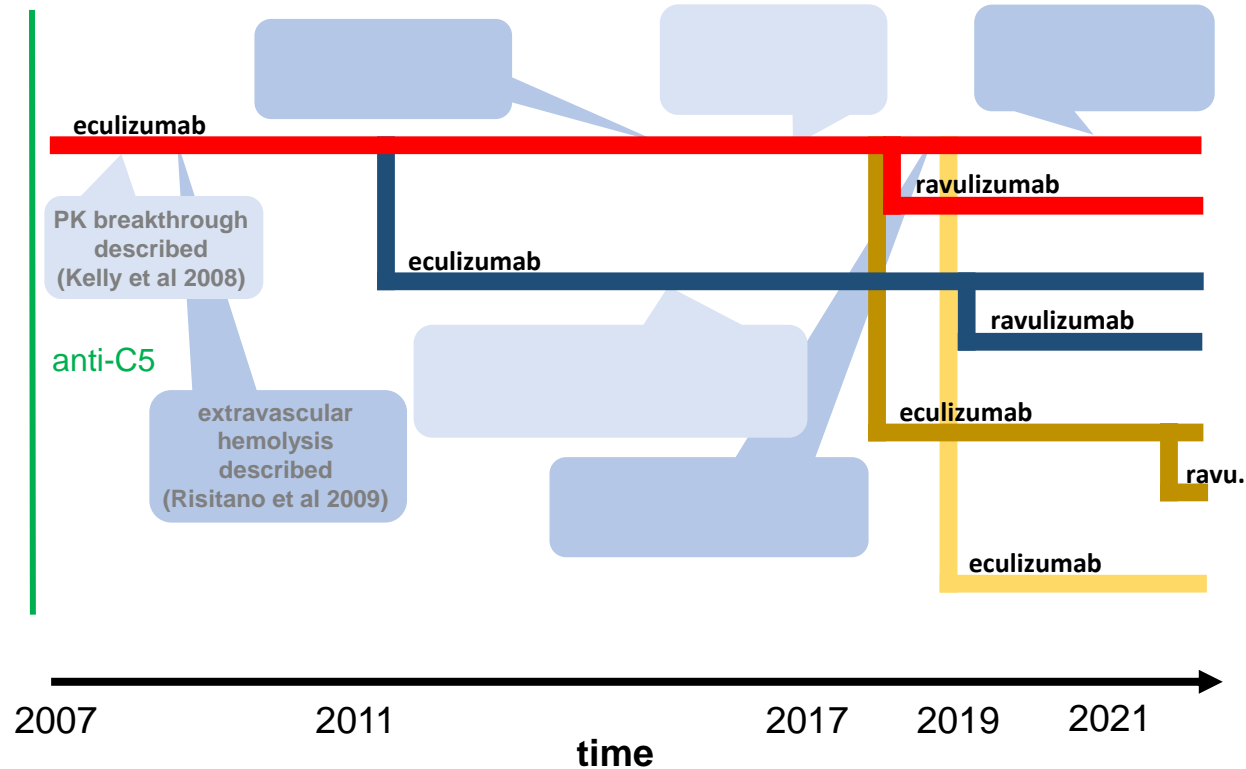 eculizumab
ravulizumab
PK breakthrough
described
(Kelly et al 2008)
eculizumab
ravulizumab
anti-C5
extravascular
hemolysis
described
(Risitano et al 2009)
eculizumab
ravu.
eculizumab
2007
2011
2017
2019
2021
time